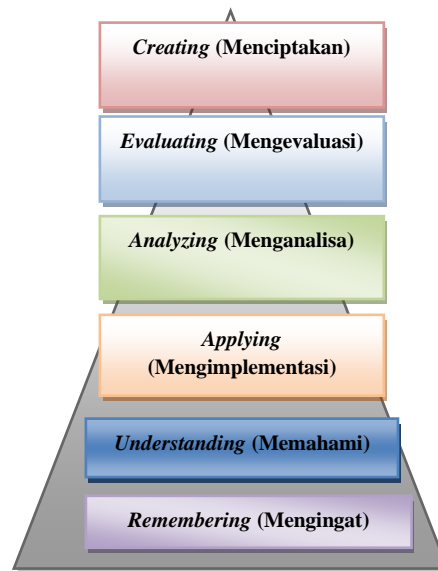 Creating (Menciptakan)
Evaluating (Mengevaluasi)
Analyzing (Menganalisa)
Applying
(Mengimplementasi)
Understanding (Memahami)
Remembering (Mengingat)